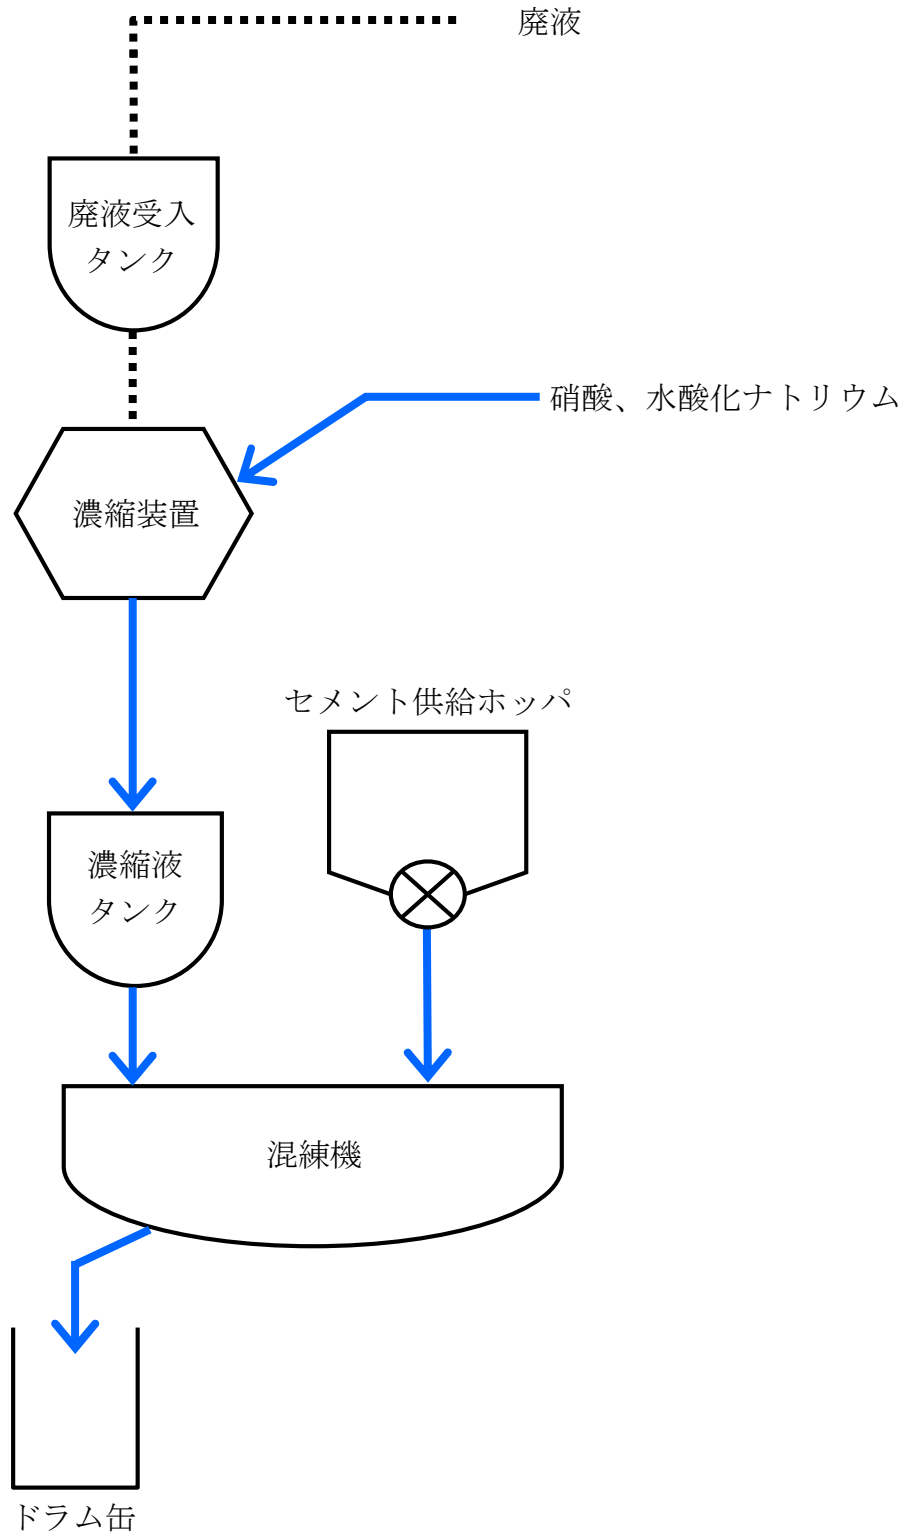 廃液
廃液受入
タンク
硝酸、水酸化ナトリウム
濃縮装置
セメント供給ホッパ
濃縮液
タンク
混練機
ドラム缶